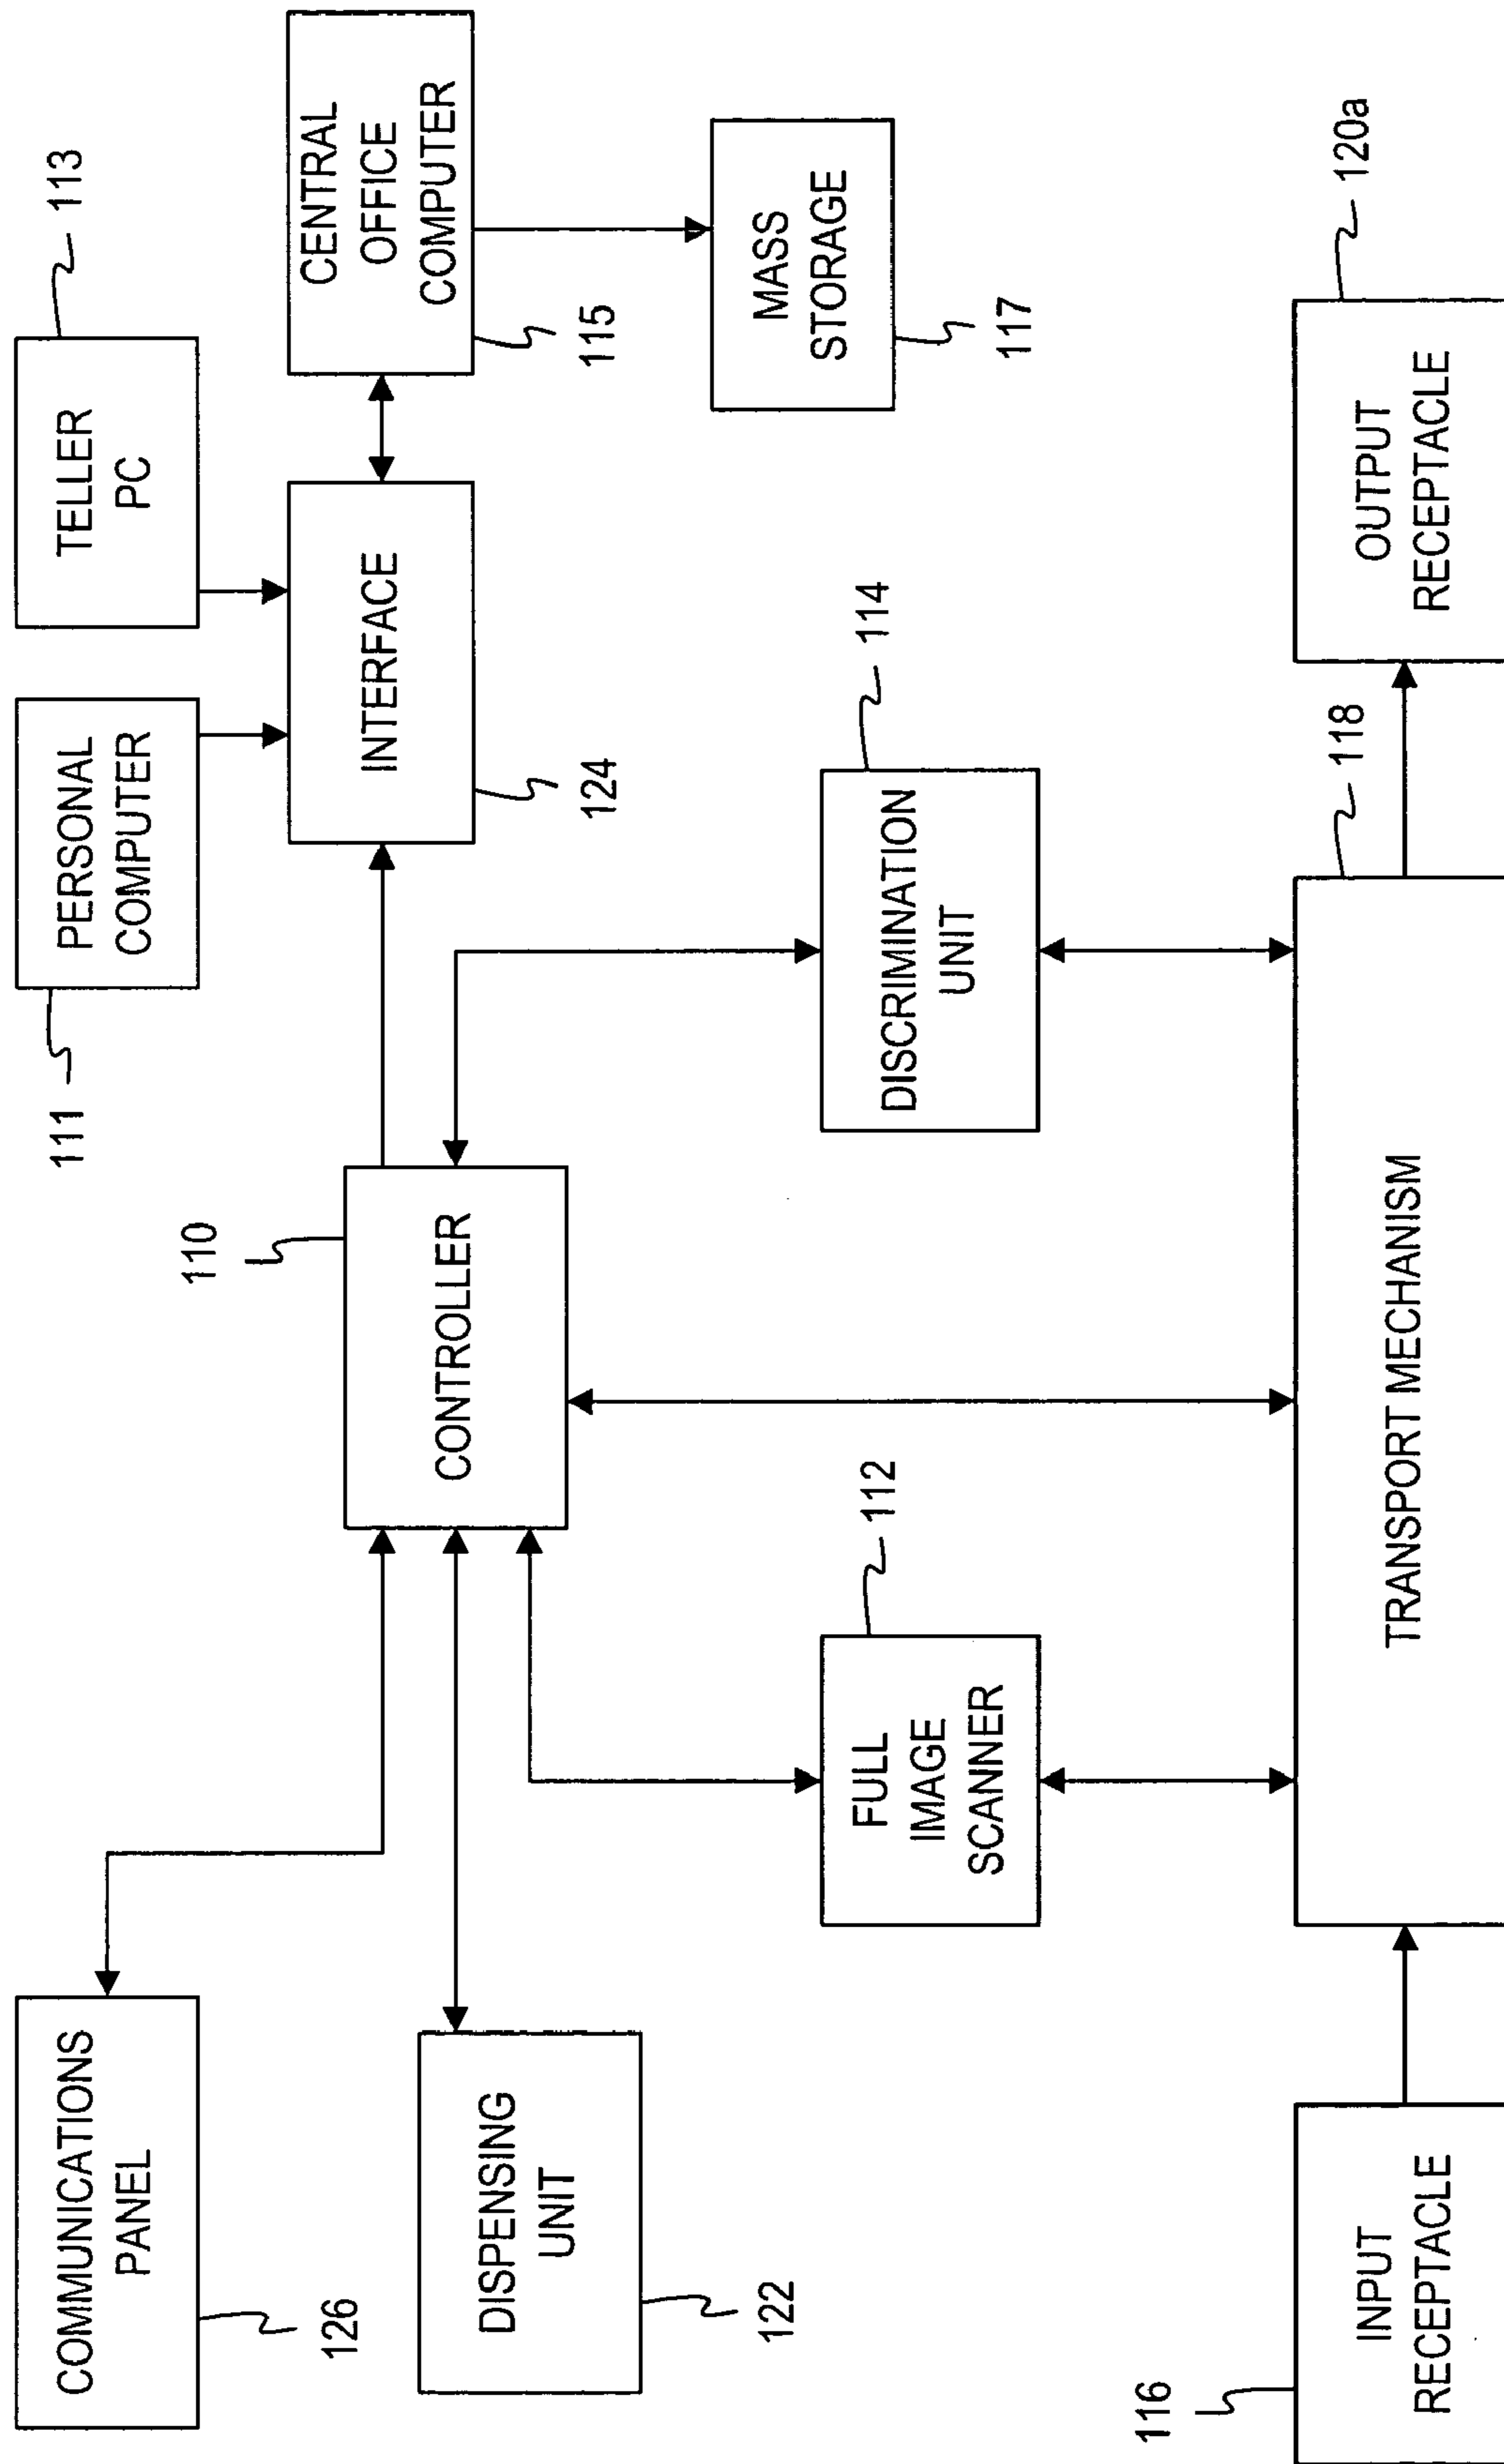 COMMUNICATIONS
PANEL
126
DISPENSING
UNIT
122
111
PERSONAL
COMPUTER
TELLER
PC
113
INTERFACE
124
CENTRAL
OFFICE
COMPUTER
115
MASS
STORAGE
117
110
CONTROLLER
FULL
IMAGE
SCANNER
112
DISCRIMINATION
UNIT
114
116
INPUT
RECEPTACLE
TRANSPORT MECHANISM
118
OUTPUT
RECEPTACLE
120a